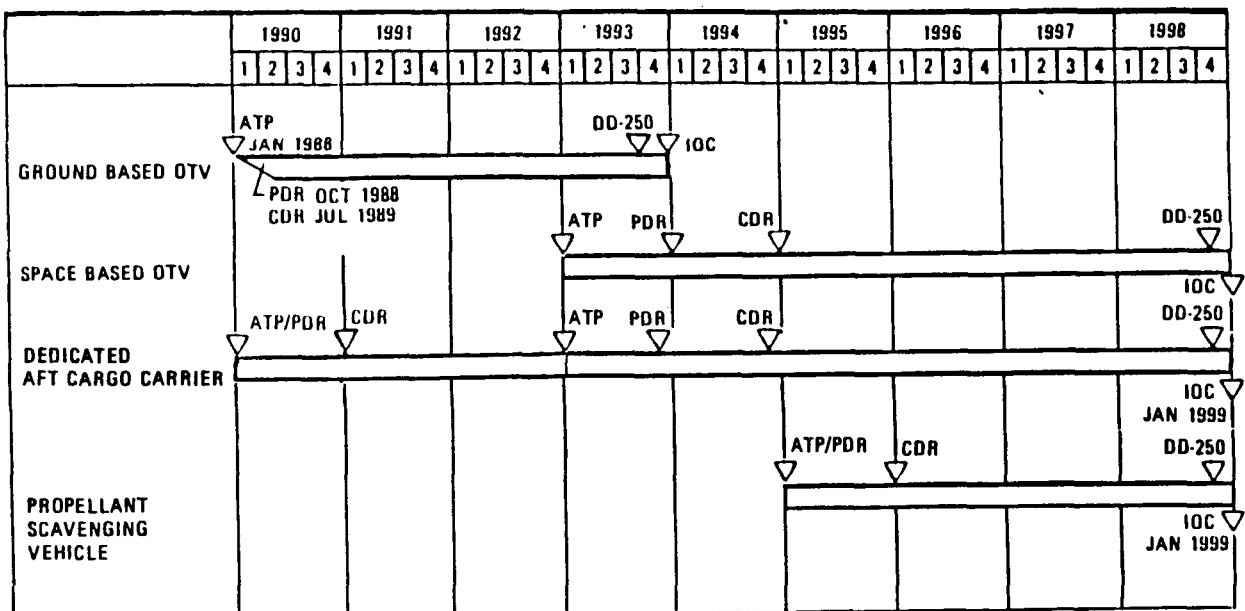 1990 1991 1992 1993 1994 1995 1996 1997 1998
1 2 3 4 1 2 3 4 1 2 3 4 1 2 3 4 1 2 3 4 1 2 3 4 1 2 3 4 1 2 3 4 1 2 3 4
GROUND BASED OTV
ATP
JAN 1988
DD-250
IOC
PDR OCT 1988
CDR JUL 1989
SPACE BASED OTV
ATP PDR CDR DD-250
IOC
DEDICATED
AFT CARGO CARRIER
ATP/PDR CDR ATP PDR CDR DD-250
IOC
JAN 1999
PROPELLANT
SCAVENGING
VEHICLE
ATP/PDR CDR DD-250
IOC
JAN 1999